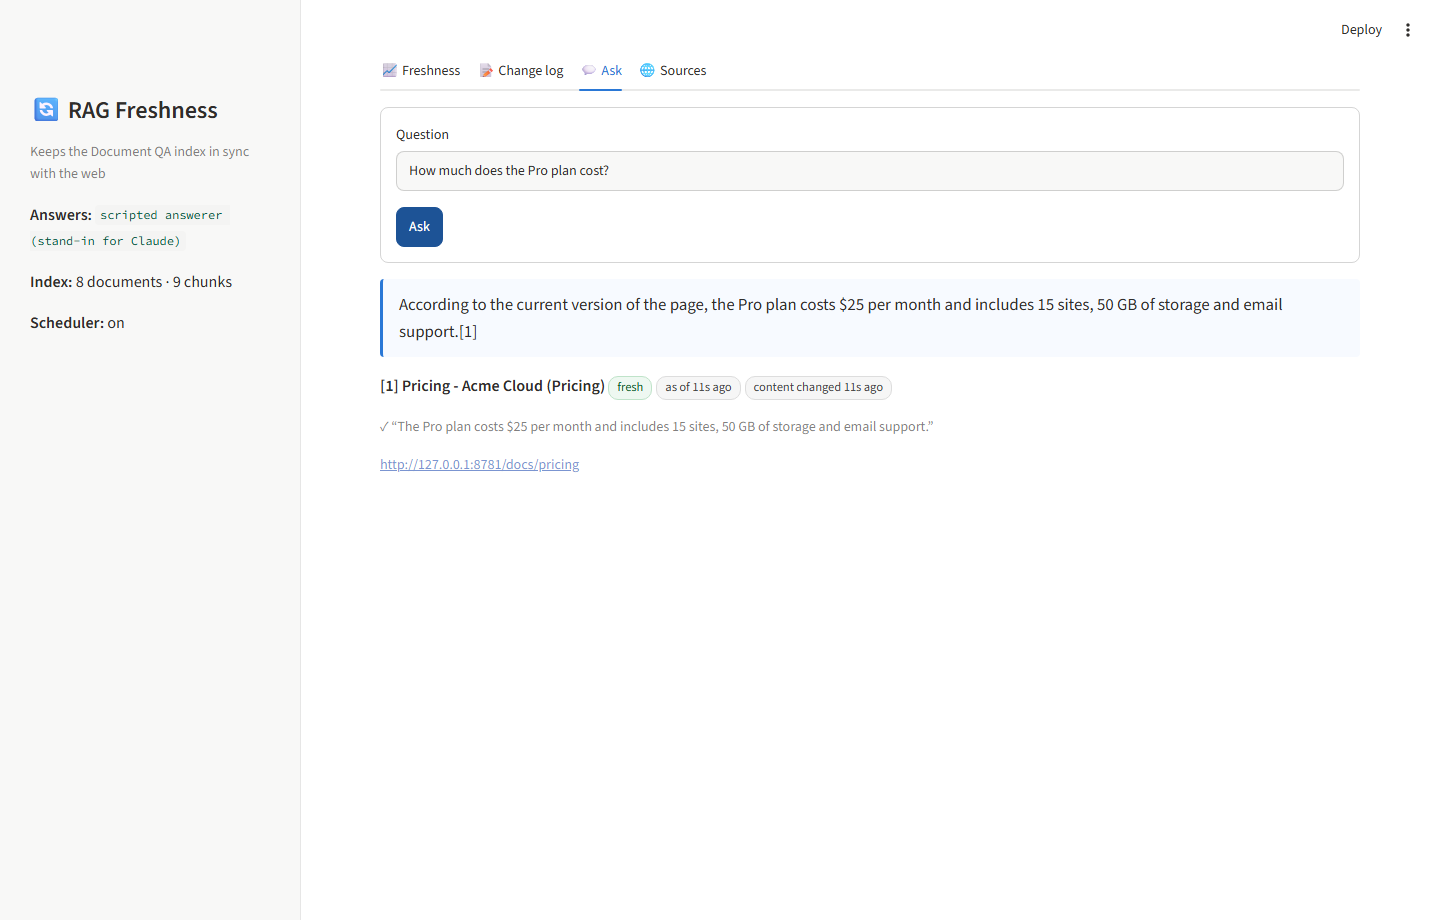 Deploy
RAG Freshness
Keeps the Document QA index in sync
with the web
Answers: scripted answerer
(stand-in for Claude)
Index: 8 documents · 9 chunks
Scheduler: on
Freshness Change log Ask Sources
Question
How much does the Pro plan cost?
Ask
According to the current version of the page, the Pro plan costs $25 per month and includes 15 sites, 50 GB of storage and email
support.[1]
[1] Pricing - Acme Cloud (Pricing) fresh as of 11s ago content changed 11s ago
✓ “The Pro plan costs $25 per month and includes 15 sites, 50 GB of storage and email support.”
http://127.0.0.1:8781/docs/pricing